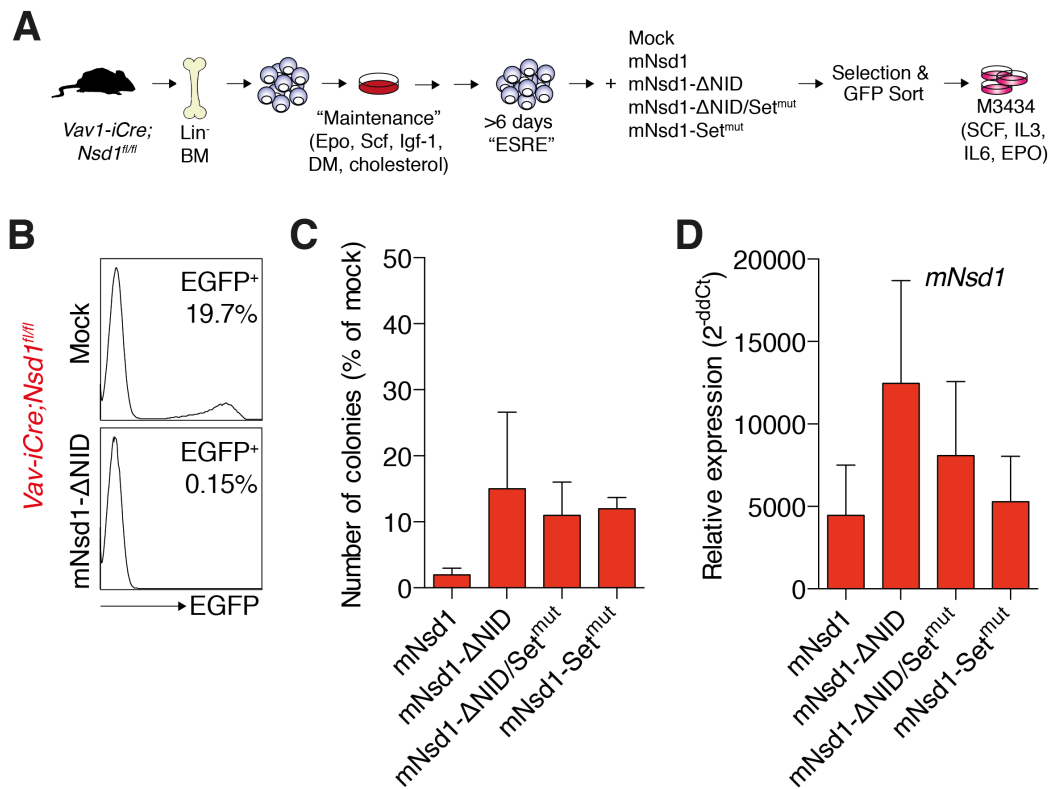 A
Vav1-iCre;
Nsd1fl/fl
Lin-
BM
“Maintenance”
(Epo, Scf, Igf-1,
DM, cholesterol)
>6 days
“ESRE”
+
Mock
mNsd1
mNsd1-ΔNID
mNsd1-ΔNID/Setmut
mNsd1-Setmut
Selection &
GFP Sort
M3434
(SCF, IL3,
IL6, EPO)
B
Vav-iCre;Nsd1fl/fl
Mock
EGFP+
19.7%
mNsd1-ΔNID
EGFP+
0.15%
EGFP
C
Number of colonies (% of mock)
50
40
30
20
10
0
mNsd1
mNsd1-ΔNID
mNsd1-ΔNID/Setmut
mNsd1-Setmut
D
Relative expression (2-ddCt)
mNsd1
20000
15000
10000
5000
0
mNsd1
mNsd1-ΔNID
mNsd1-ΔNID/Setmut
mNsd1-Setmut